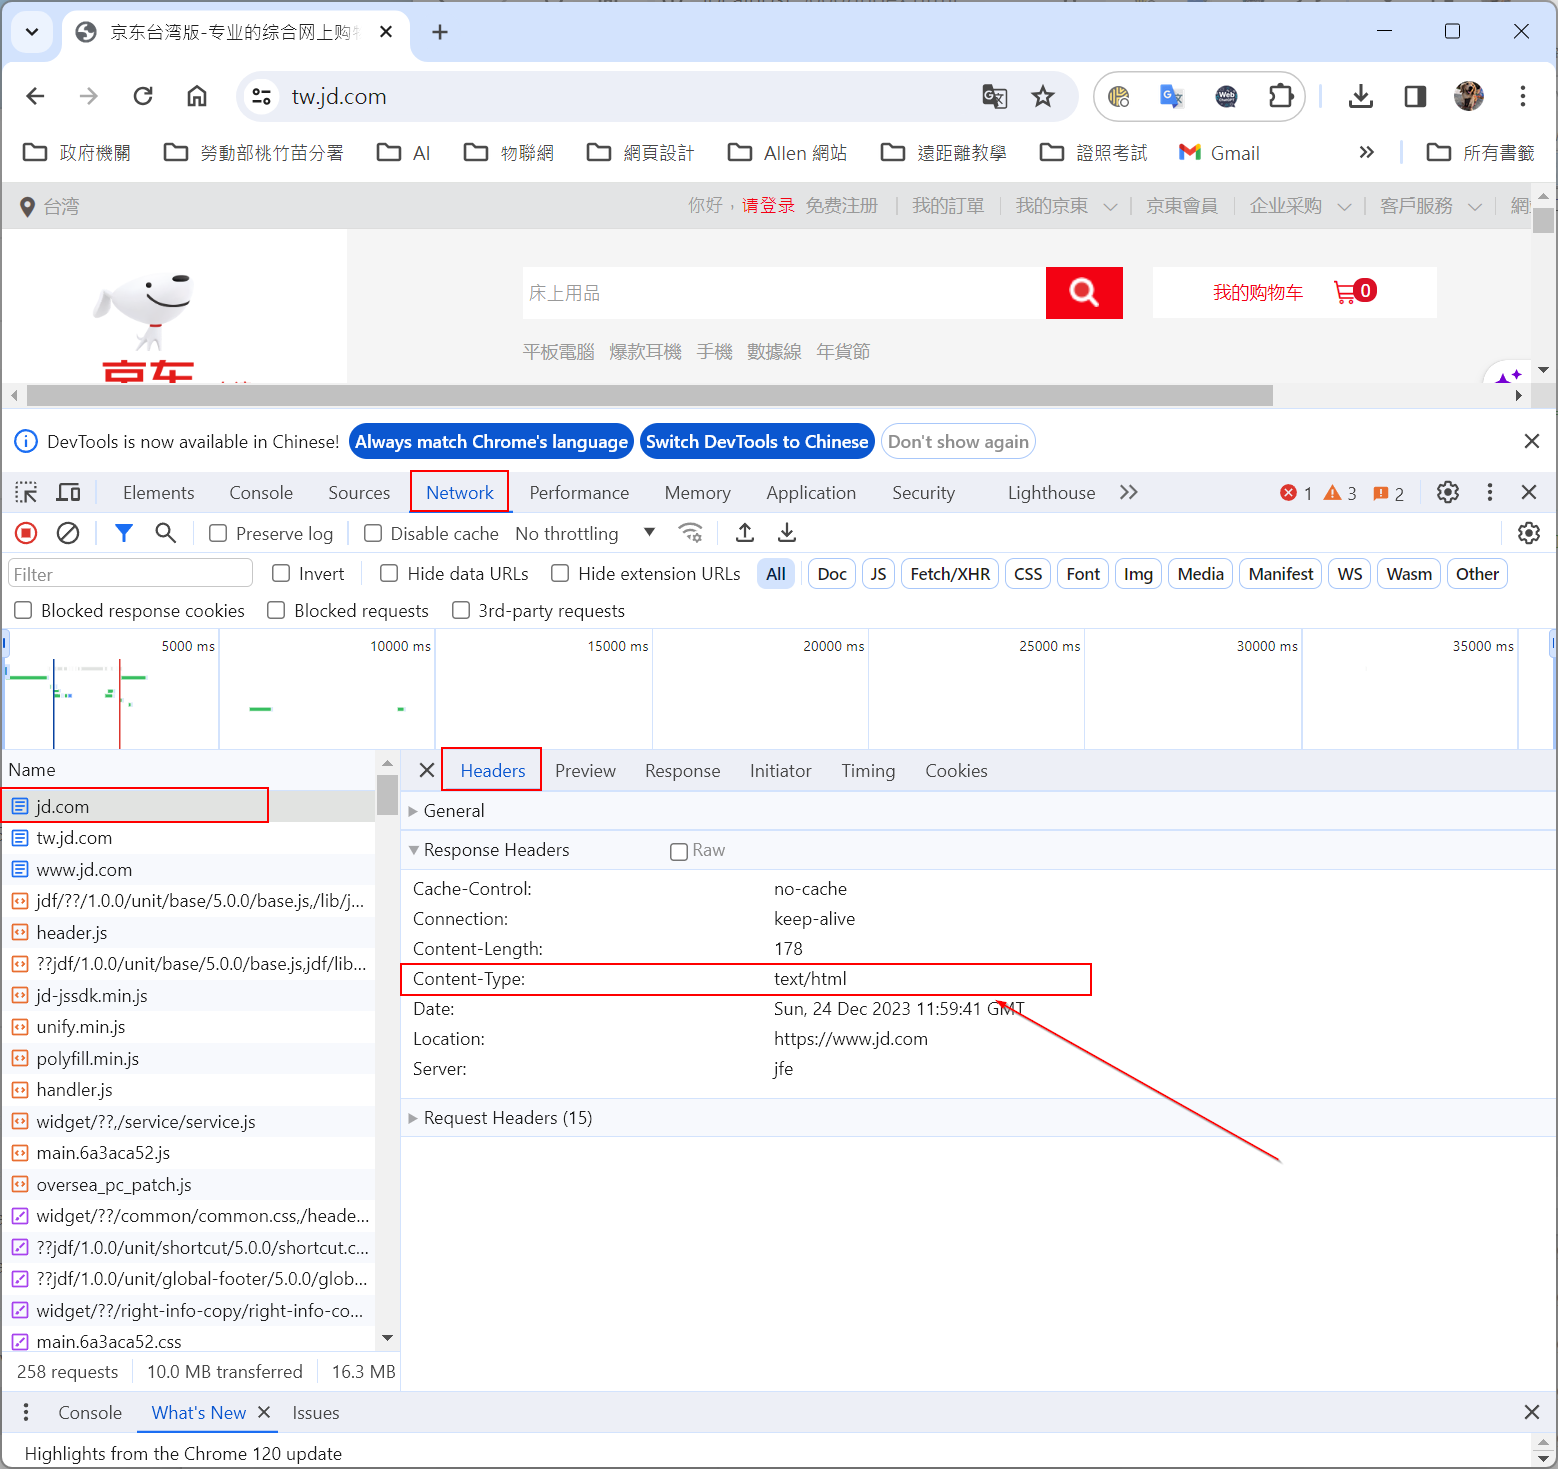 京东台湾版-专业的综合网上购物
tw.jd.com
政府機關 勞動部桃竹苗分署 AI 物聯網 網頁設計 Allen 網站 遠距離教學 證照考試 Gmail 所有書籤
台湾 你好，请登录 免费注册 我的訂單 我的京東 京東會員 企业采购 客戶服務 網
床上用品
我的购物车 0
平板電腦 爆款耳機 手機 數據線 年貨節
京东
DevTools is now available in Chinese! Always match Chrome's language Switch DevTools to Chinese Don't show again
Elements Console Sources Network Performance Memory Application Security Lighthouse 1 3 2
Preserve log Disable cache No throttling
Filter Invert Hide data URLs Hide extension URLs All Doc JS Fetch/XHR CSS Font Img Media Manifest WS Wasm Other
Blocked response cookies Blocked requests 3rd-party requests
5000 ms 10000 ms 15000 ms 20000 ms 25000 ms 30000 ms 35000 ms
Name
jd.com
tw.jd.com
www.jd.com
jdf/??/1.0.0/unit/base/5.0.0/base.js,/lib/j...
header.js
??jdf/1.0.0/unit/base/5.0.0/base.js,jdf/lib...
jd-jssdk.min.js
unify.min.js
polyfill.min.js
handler.js
widget/??,/service/service.js
main.6a3aca52.js
oversea_pc_patch.js
widget/??/common/common.css,/heade...
??jdf/1.0.0/unit/shortcut/5.0.0/shortcut.c...
??jdf/1.0.0/unit/global-footer/5.0.0/glob...
widget/??/right-info-copy/right-info-co...
main.6a3aca52.css
258 requests 10.0 MB transferred 16.3 MB
Headers Preview Response Initiator Timing Cookies
General
Response Headers Raw
Cache-Control: no-cache
Connection: keep-alive
Content-Length: 178
Content-Type: text/html
Date: Sun, 24 Dec 2023 11:59:41 GMT
Location: https://www.jd.com
Server: jfe
Request Headers (15)
Console What's New Issues
Highlights from the Chrome 120 update